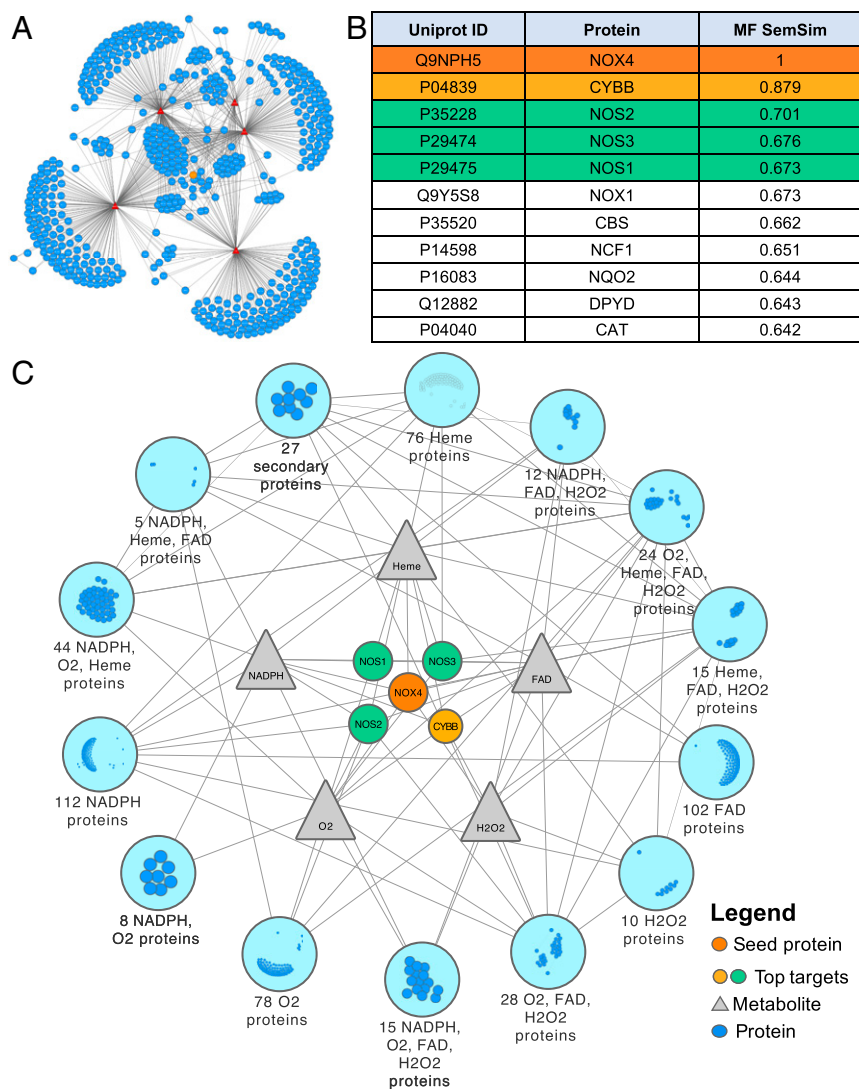 A
B
Uniprot ID Protein MF SemSim
Q9NPH5 NOX4 1
P04839 CYBB 0.879
P35228 NOS2 0.701
P29474 NOS3 0.676
P29475 NOS1 0.673
Q9Y5S8 NOX1 0.673
P35520 CBS 0.662
P14598 NCF1 0.651
P16083 NQO2 0.644
Q12882 DPYD 0.643
P04040 CAT 0.642
C
27
secondary
proteins
76 Heme
proteins
12 NADPH,
FAD, H2O2
proteins
5 NADPH,
Heme, FAD
proteins
24 O2,
Heme, FAD,
H2O2
proteins
44 NADPH,
O2, Heme
proteins
15 Heme,
FAD, H2O2
proteins
Heme
NADPH
NOS1
NOS3
FAD
NOX4
NOS2
CYBB
O2
H2O2
112 NADPH
proteins
102 FAD
proteins
8 NADPH,
O2 proteins
10 H2O2
proteins
78 O2
proteins
15 NADPH,
O2, FAD,
H2O2
proteins
28 O2, FAD,
H2O2
proteins
Legend
Seed protein
Top targets
Metabolite
Protein